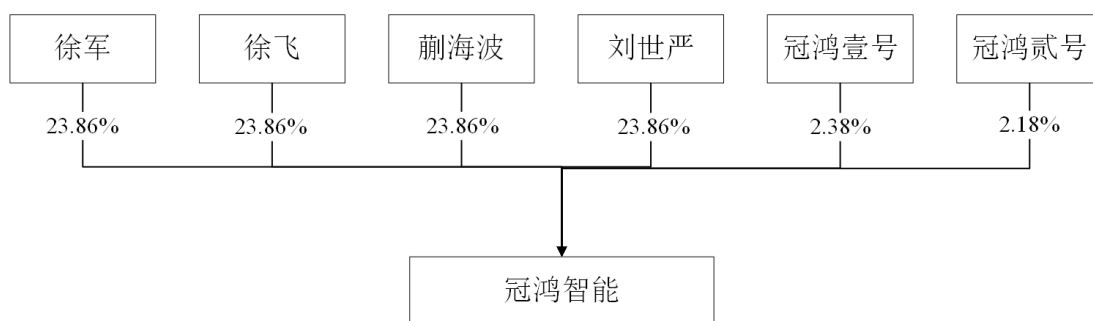 徐军
徐飞
蒯海波
刘世严
冠鸿壹号
冠鸿贰号
23.86%
23.86%
23.86%
23.86%
2.38%
2.18%
冠鸿智能